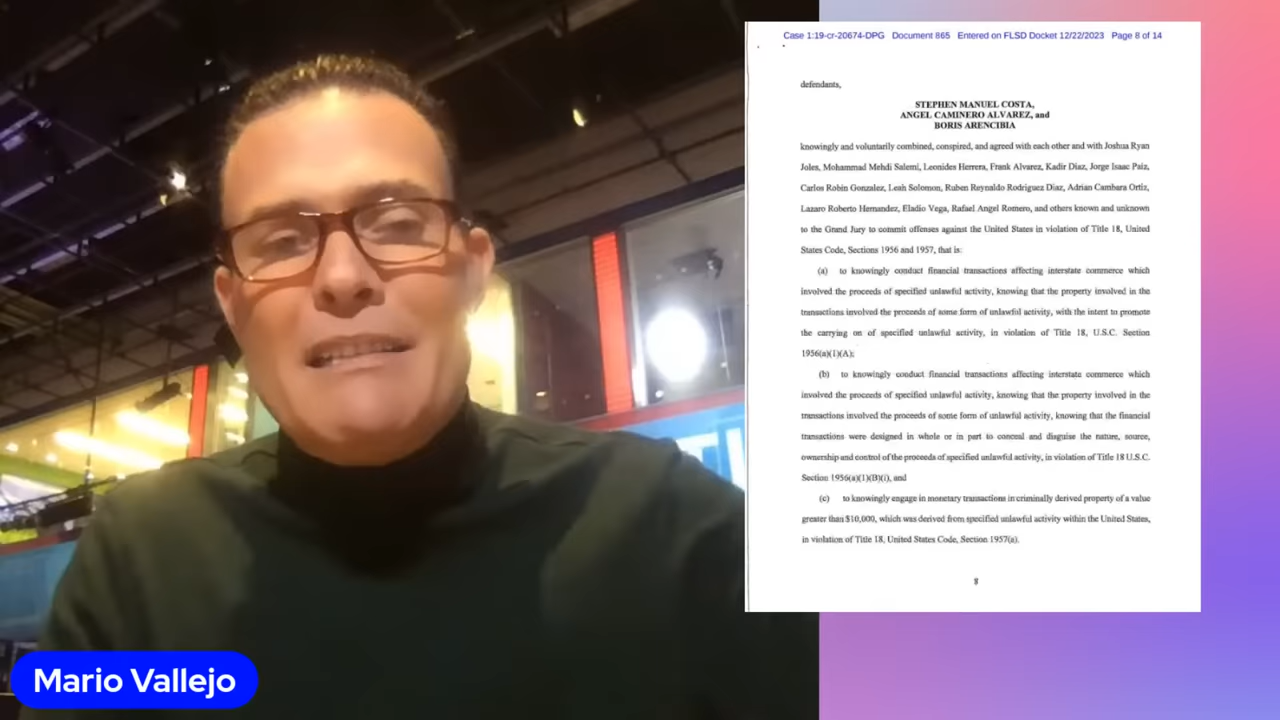 Case 1:19-cr-20674-DPG Document 865 Entered on FLSD Docket 12/22/2023 Page 8 of 14
defendants,
STEPHEN MANUEL COSTA,
ANGEL CAMINERO ALVAREZ, and
BORIS ARENCIBIA
knowingly and voluntarily combined, conspired, and agreed with each other and with Joshua Ryan
Joles, Mohammad Mehdi Salemi, Leonides Herrera, Frank Alvarez, Kadir Diaz, Jorge Isaac Paiz,
Carlos Robin Gonzalez, Leah Solomon, Ruben Reynaldo Rodriguez Diaz, Adrian Cambara Ortiz,
Lazaro Roberto Hernandez, Eladio Vega, Rafael Angel Romero, and others known and unknown
to the Grand Jury to commit offenses against the United States in violation of Title 18, United
States Code, Sections 1956 and 1957, that is:
(a) to knowingly conduct financial transactions affecting interstate commerce which
involved the proceeds of specified unlawful activity, knowing that the property involved in the
transactions involved the proceeds of some form of unlawful activity, with the intent to promote
the carrying on of specified unlawful activity, in violation of Title 18, U.S.C. Section
1956(a)(1)(A);
(b) to knowingly conduct financial transactions affecting interstate commerce which
involved the proceeds of specified unlawful activity, knowing that the property involved in the
transactions involved the proceeds of some form of unlawful activity, knowing that the financial
transactions were designed in whole or in part to conceal and disguise the nature, source,
ownership and control of the proceeds of specified unlawful activity, in violation of Title 18 U.S.C.
Section 1956(a)(1)(B)(i), and
(c) to knowingly engage in monetary transactions in criminally derived property of a value
greater than $10,000, which was derived from specified unlawful activity within the United States,
in violation of Title 18, United States Code, Section 1957(a).
8
Mario Vallejo